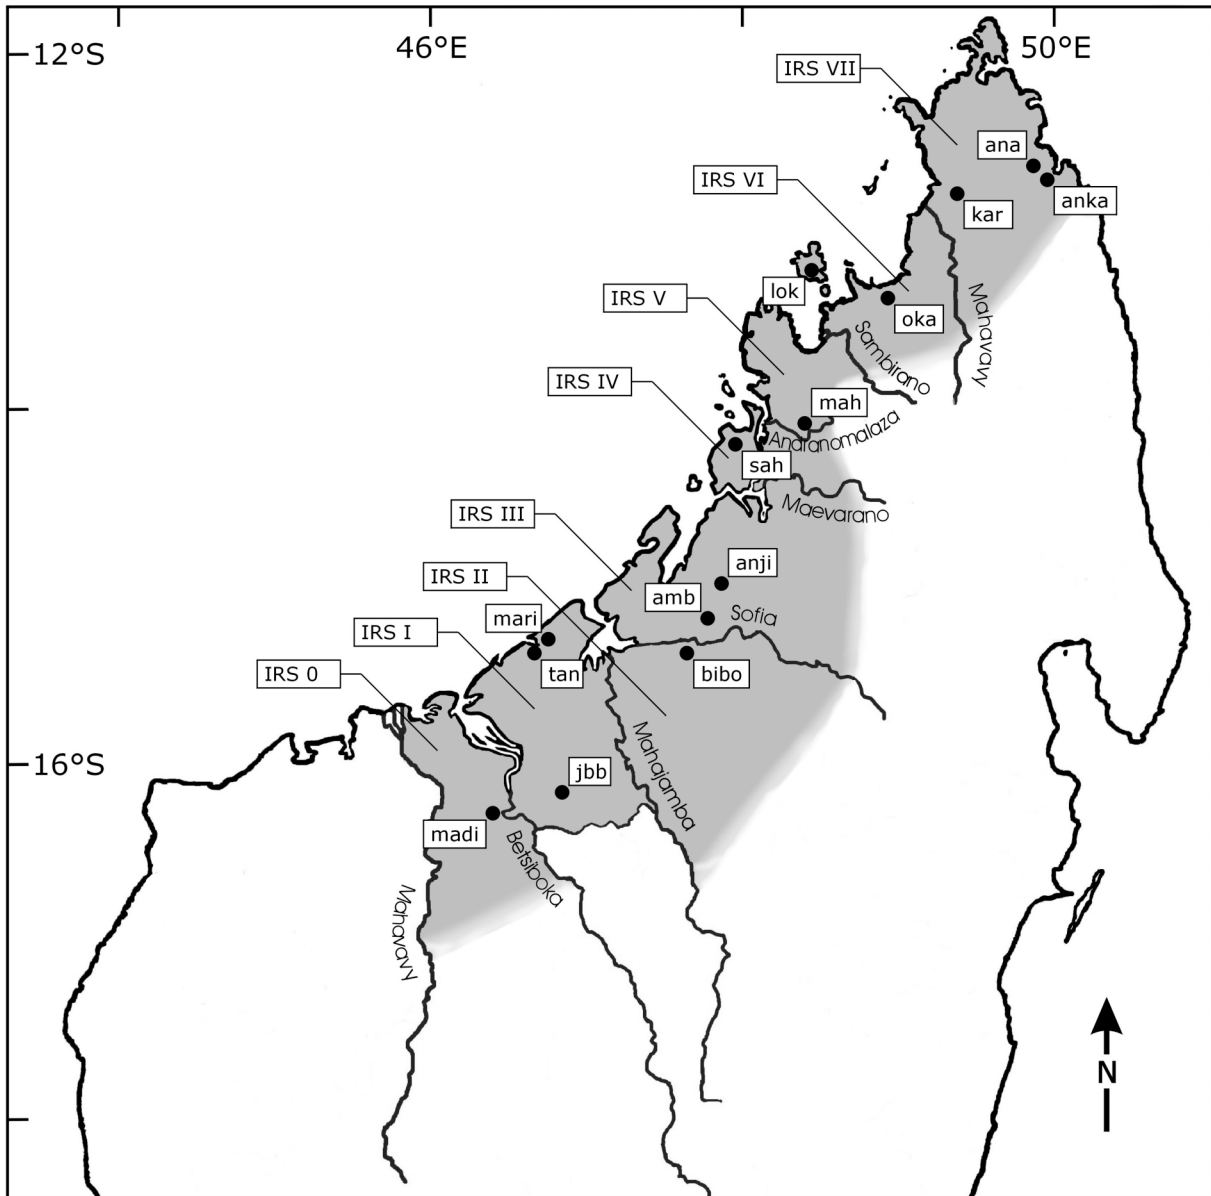 46°E
50°E
12°S
IRS VII
ana
IRS VI
kar
anka
lok
IRS V
oka
Mahavavy
Sambirano
IRS IV
mah
Andranomalaza
sah
Maevarano
IRS III
anji
IRS II
amb
Sofia
mari
IRS I
tan
bibo
IRS 0
16°S
Mahajamba
jbb
madi
Betsiboka
Mahavavy
N